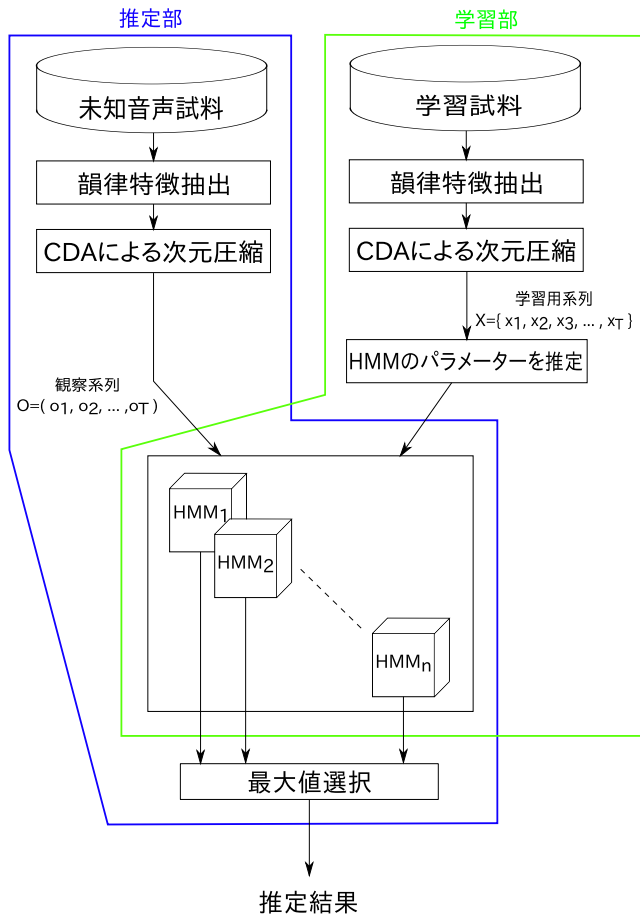 推定部
学習部
未知音声試料
学習試料
韻律特徴抽出
韻律特徴抽出
CDAによる次元圧縮
CDAによる次元圧縮
学習用系列
X={ x1, x2, x3, ... , xT }
HMMのパラメーターを推定
観察系列
O=( o1, o2, ... ,oT )
HMM1
HMM2
HMMn
最大値選択
推定結果